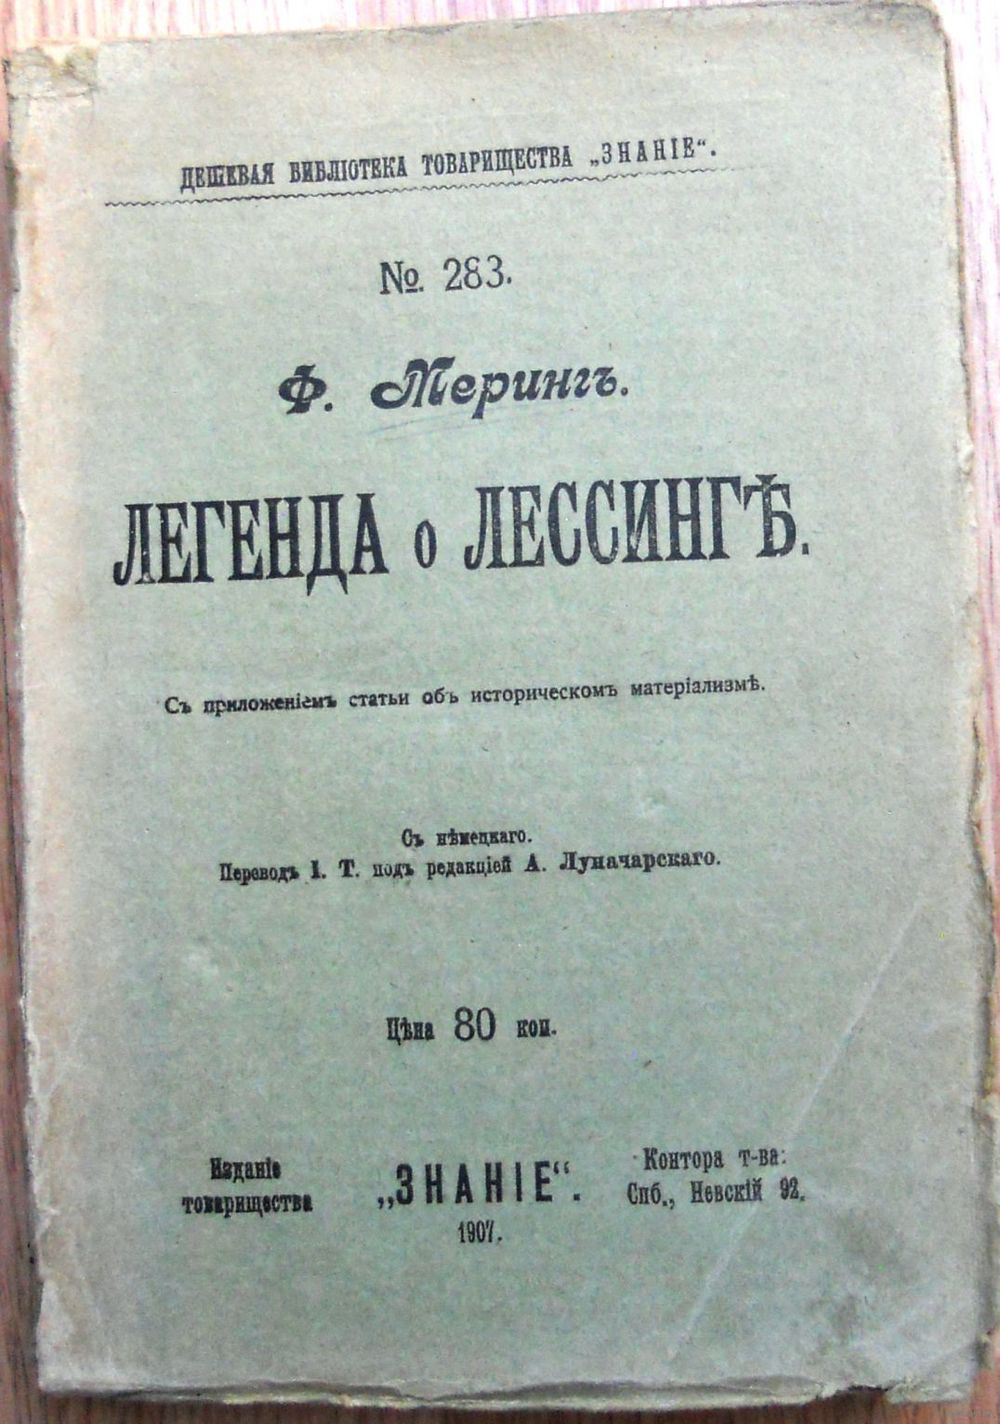 ДЕШЕВАЯ БИБЛІОТЕКА ТОВАРИЩЕСТВА „ЗНАНІЕ“.
№. 283.
Ф. Мерингъ.
ЛЕГЕНДА о ЛЕССИНГѢ.
Съ приложеніемъ статьи объ историческомъ матеріализмѣ.
Съ нѣмецкаго.
Переводъ І. Т. подъ редакціей А. Луначарскаго.
Цѣна 80 коп.
Изданіе
товарищества
„ЗНАНІЕ“.
1907.
Контора т-ва:
Спб., Невскій 92.